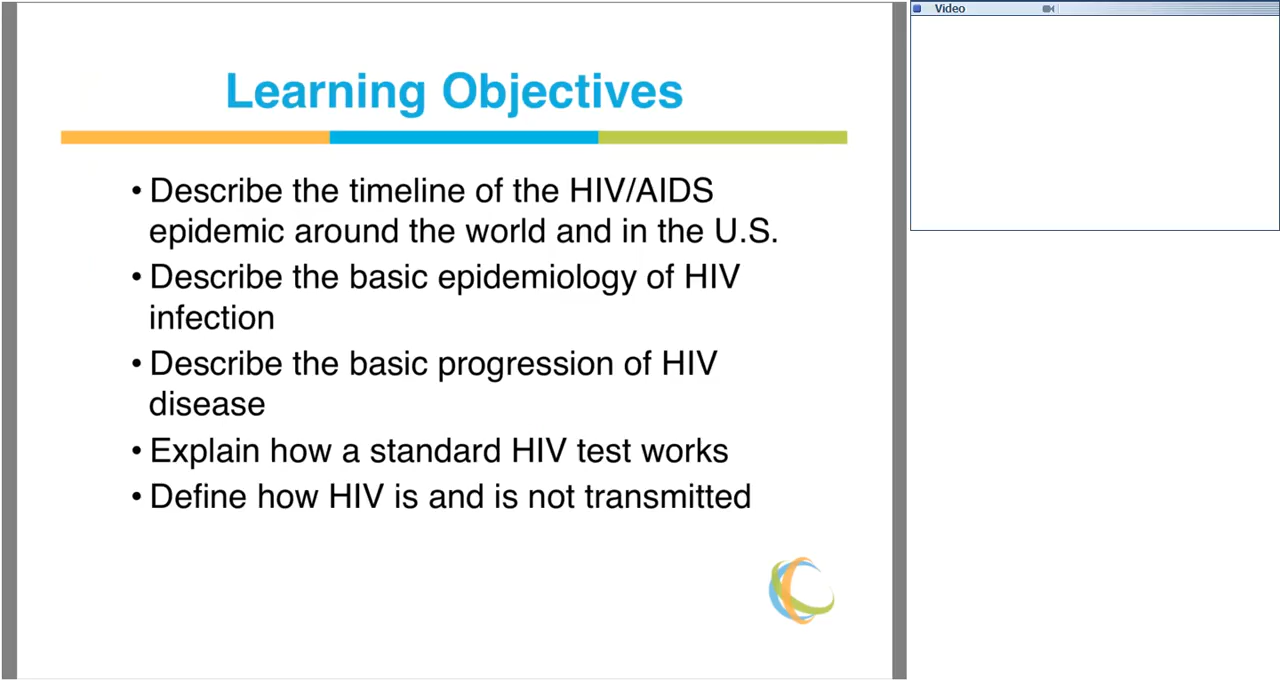 Video
Learning Objectives
• Describe the timeline of the HIV/AIDS
epidemic around the world and in the U.S.
• Describe the basic epidemiology of HIV
infection
• Describe the basic progression of HIV
disease
• Explain how a standard HIV test works
• Define how HIV is and is not transmitted